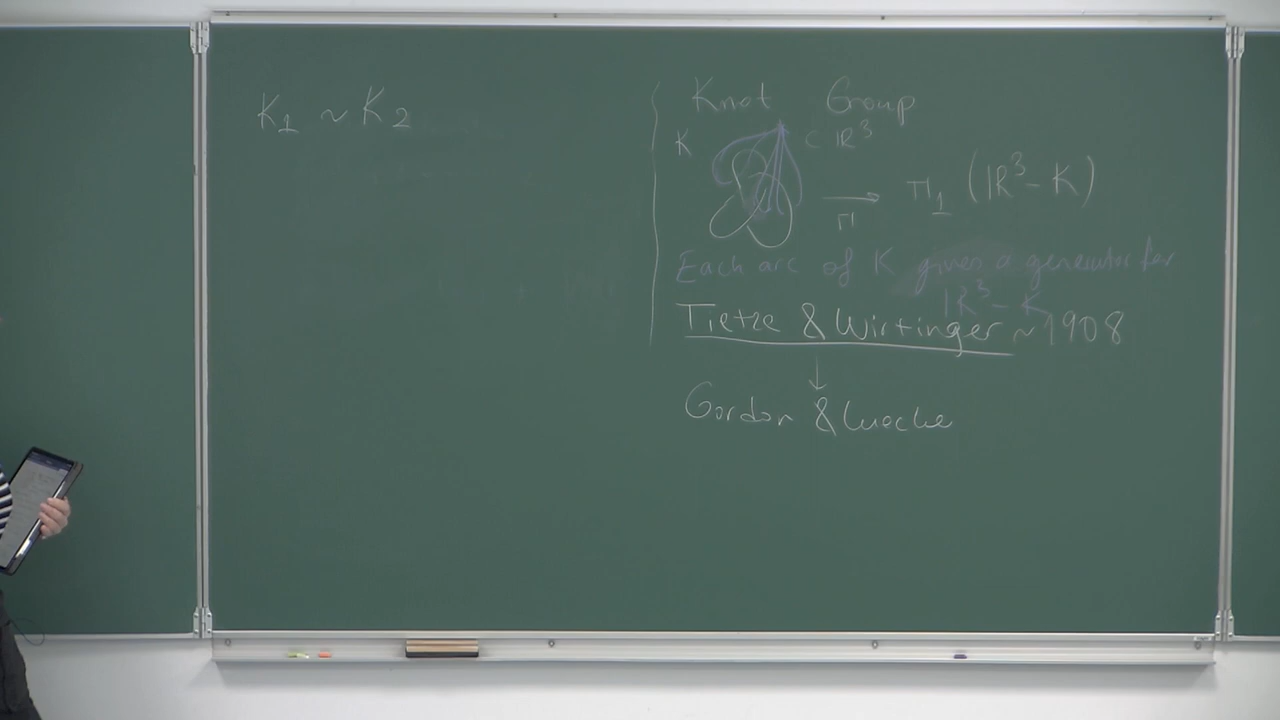 K₁ ~ K₂
Knot Group
K ⊂ ℝ³
→ π₁ (ℝ³ - K)
π
Each arc of K gives a generator for
ℝ³ - K
Tietze & Wirtinger ~1908
↓
Gordon & Luecke